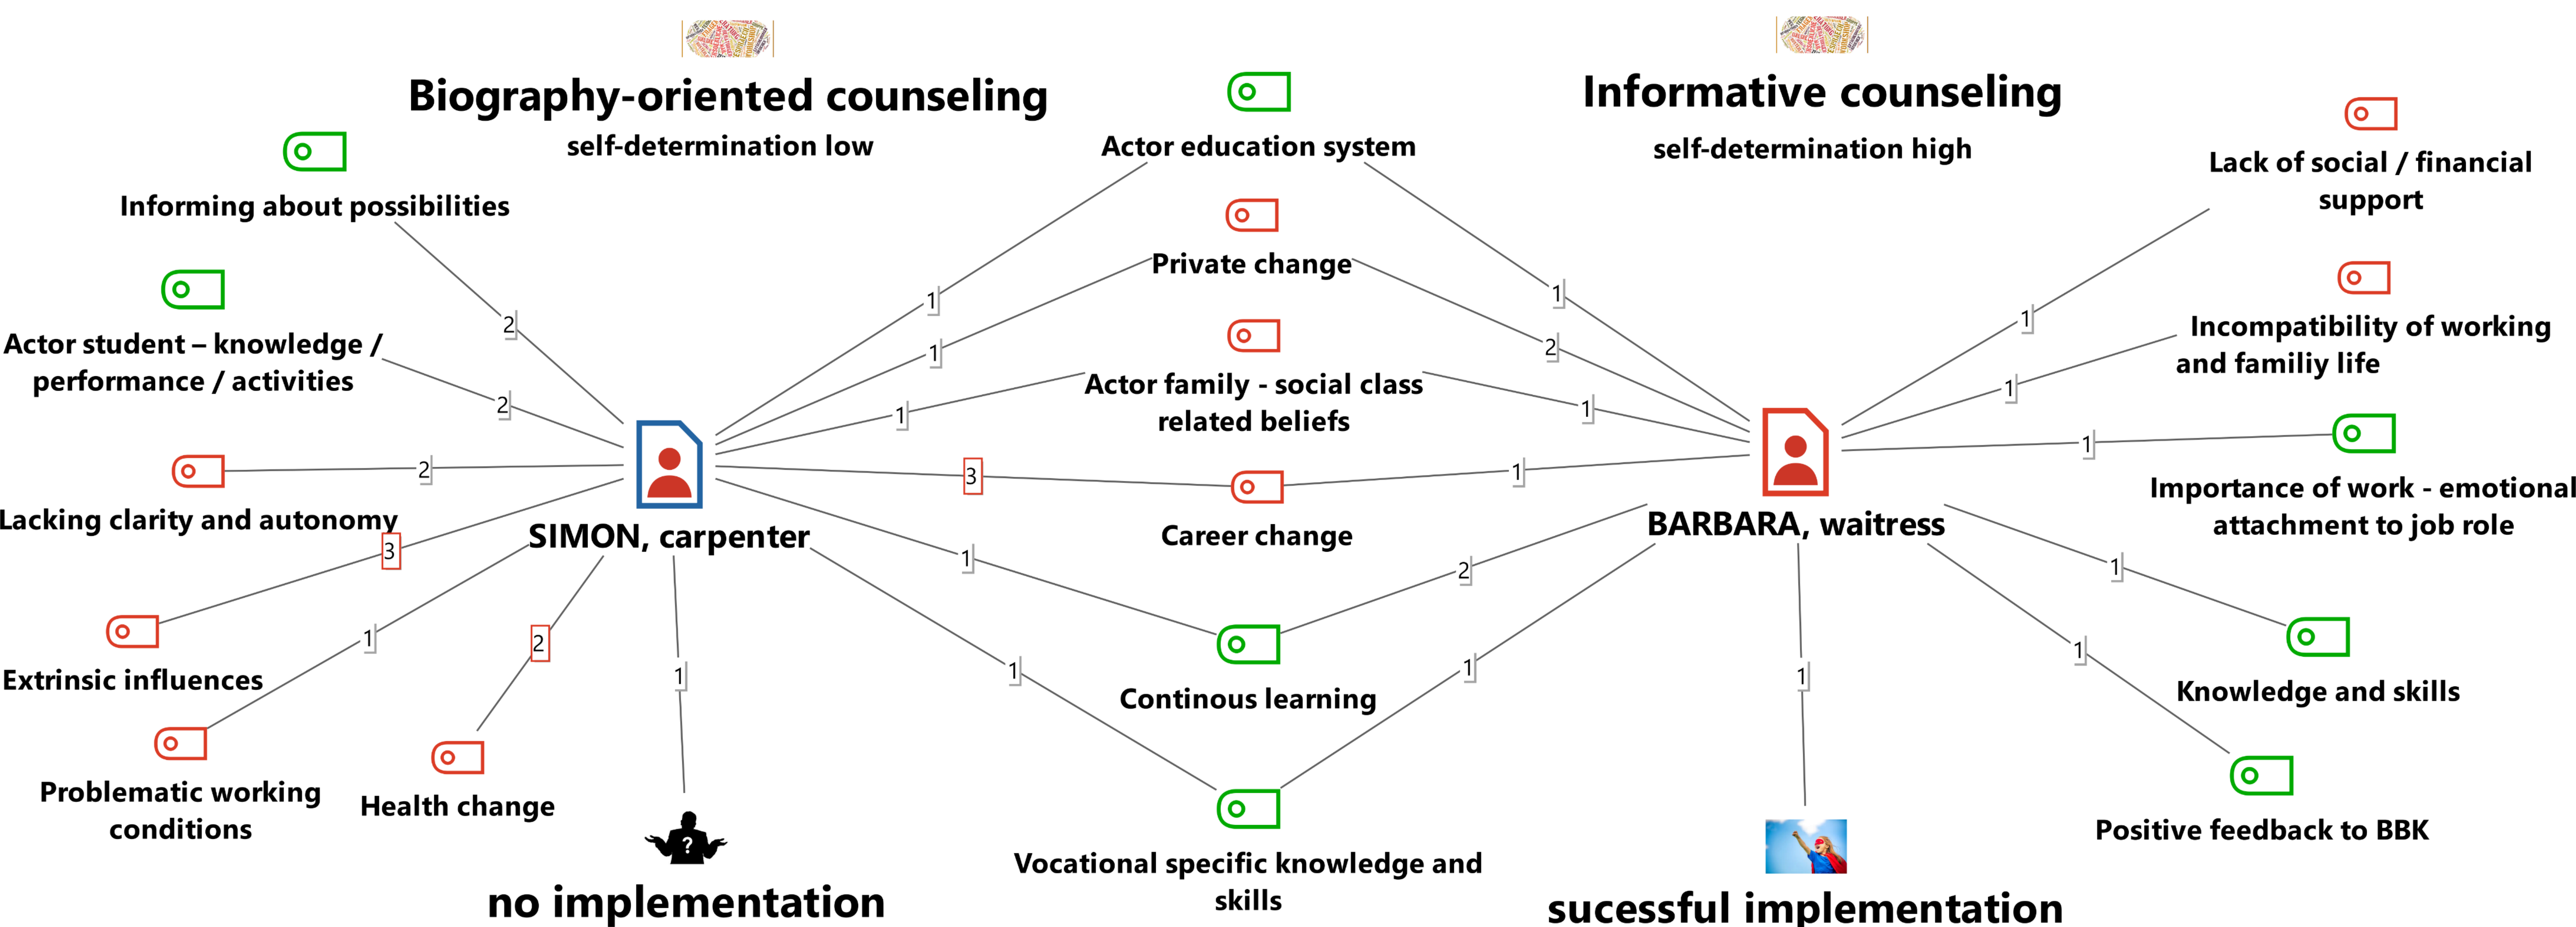 Biography-oriented counseling
self-determination low
Informative counseling
self-determination high
Informing about possibilities
Actor student – knowledge /
performance / activities
Lacking clarity and autonomy
Extrinsic influences
Problematic working
conditions
Health change
SIMON, carpenter
?
no implementation
Actor education system
Private change
Actor family - social class
related beliefs
Career change
Continous learning
Vocational specific knowledge and
skills
BARBARA, waitress
sucessful implementation
Lack of social / financial
support
Incompatibility of working
and familiy life
Importance of work - emotional
attachment to job role
Knowledge and skills
Positive feedback to BBK
2
2
2
3
1
2
1
1
1
1
3
1
1
1
2
1
1
2
1
1
1
1
1
1
1